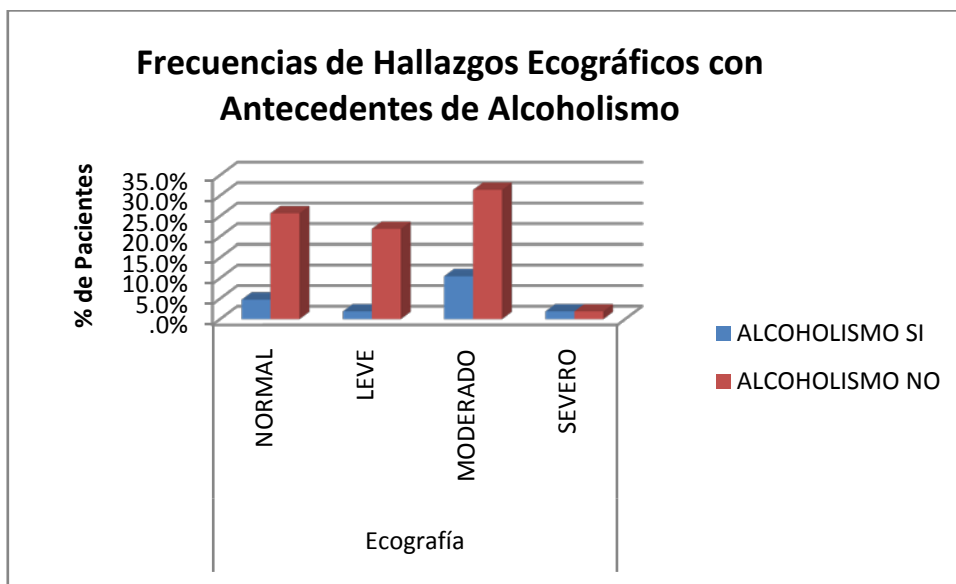 Frecuencias de Hallazgos Ecográficos con
Antecedentes de Alcoholismo
% de Pacientes
35.0%
30.0%
25.0%
20.0%
15.0%
10.0%
5.0%
.0%
NORMAL
LEVE
MODERADO
SEVERO
Ecografía
ALCOHOLISMO SI
ALCOHOLISMO NO